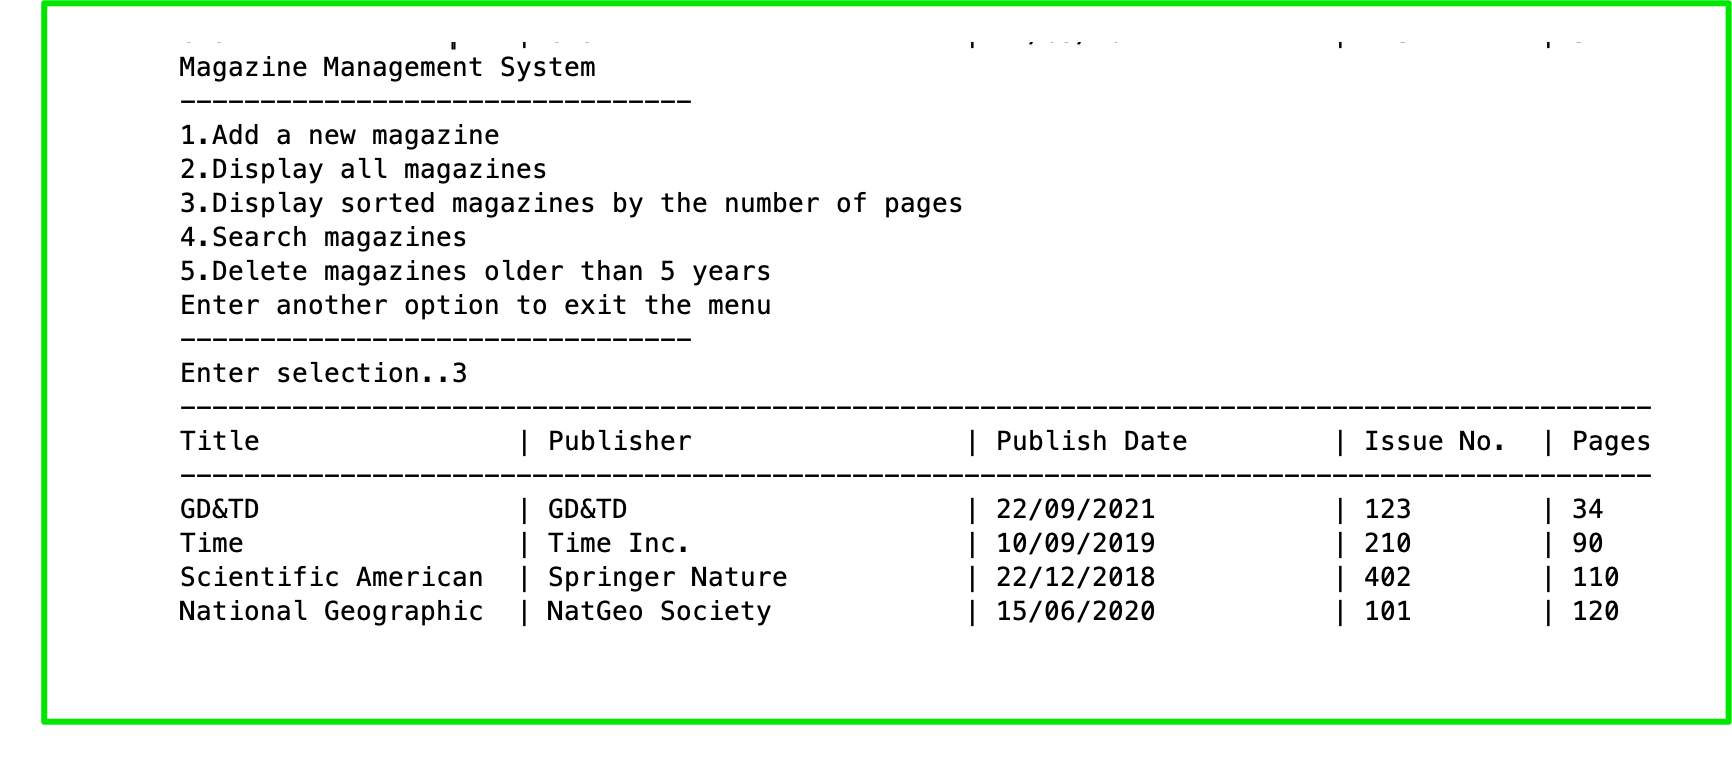 Magazine Management System
--------------------------------
1.Add a new magazine
2.Display all magazines
3.Display sorted magazines by the number of pages
4.Search magazines
5.Delete magazines older than 5 years
Enter another option to exit the menu
--------------------------------
Enter selection..3
--------------------------------------------------------------------------------------------
Title                | Publisher                 | Publish Date         | Issue No.  | Pages
--------------------------------------------------------------------------------------------
GD&TD                | GD&TD                     | 22/09/2021           | 123        | 34
Time                 | Time Inc.                 | 10/09/2019           | 210        | 90
Scientific American  | Springer Nature           | 22/12/2018           | 402        | 110
National Geographic  | NatGeo Society            | 15/06/2020           | 101        | 120